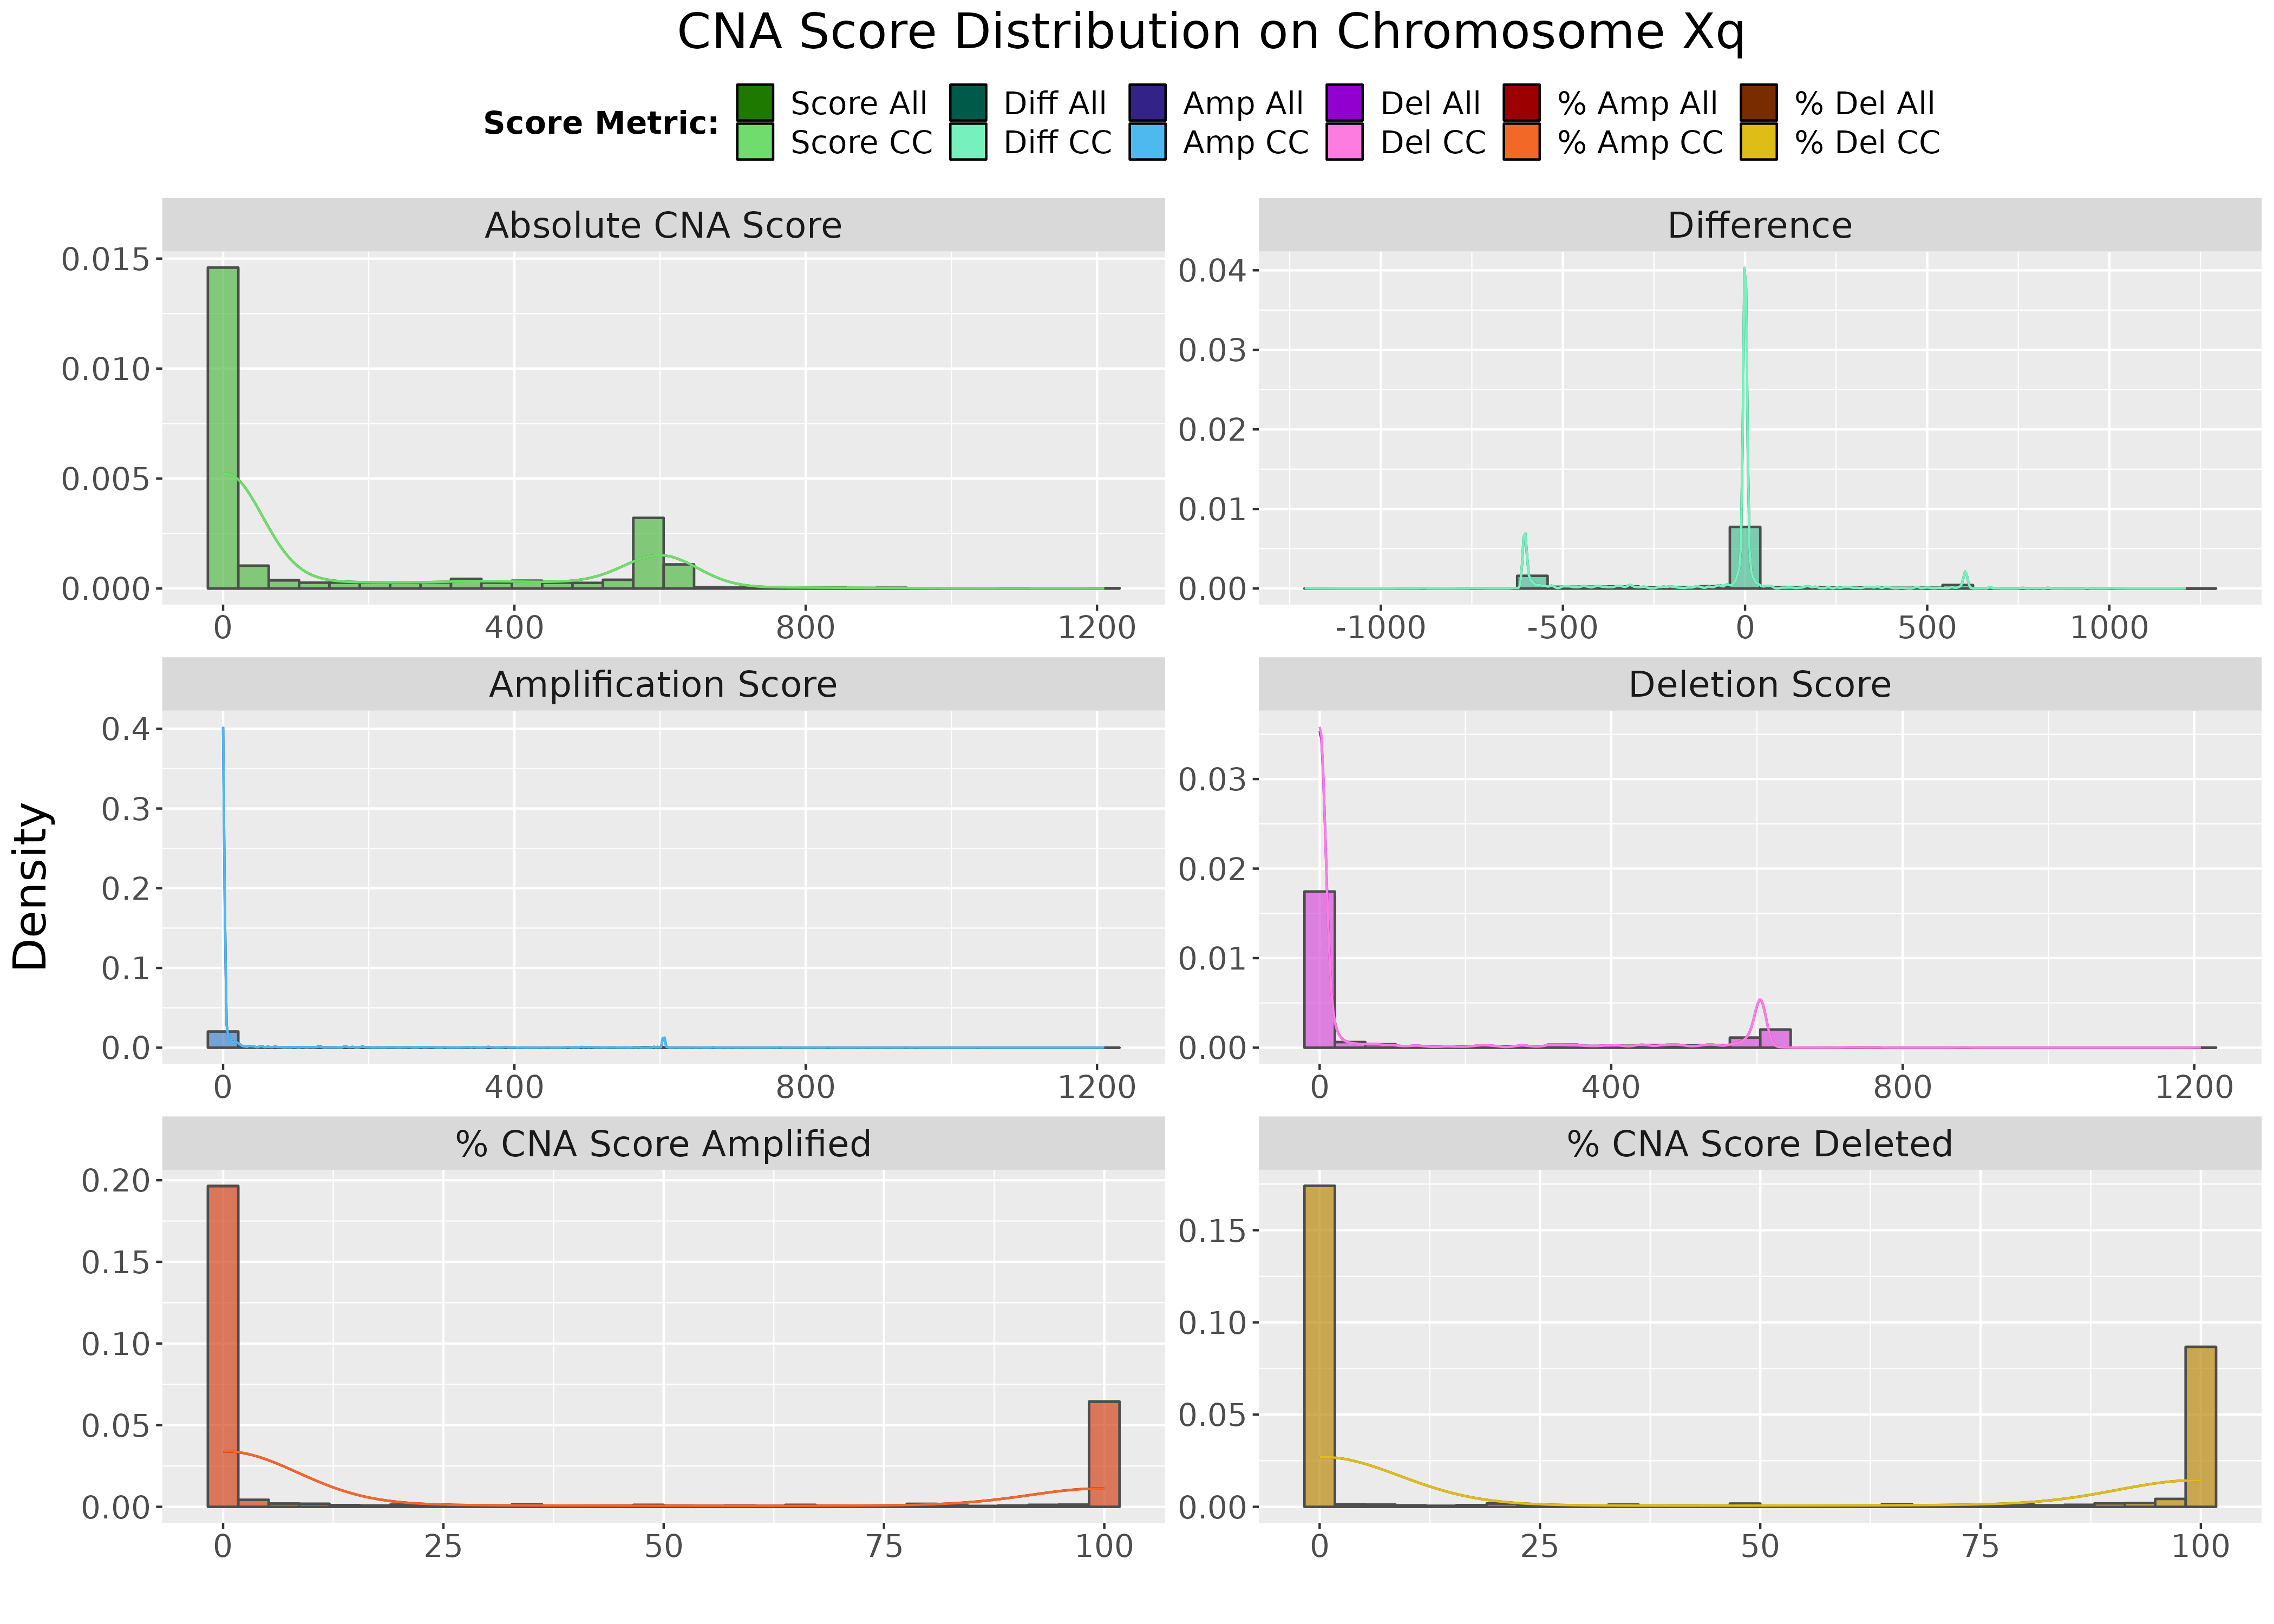 CNA Score Distribution on Chromosome Xq
Score Metric:
Score All Diff All Amp All Del All % Amp All % Del All
Score CC Diff CC Amp CC Del CC % Amp CC % Del CC
Absolute CNA Score
0.015
0.010
0.005
0.000
0 400 800 1200
Difference
0.04
0.03
0.02
0.01
0.00
-1000 -500 0 500 1000
Density
Amplification Score
0.4
0.3
0.2
0.1
0.0
0 400 800 1200
Deletion Score
0.03
0.02
0.01
0.00
0 400 800 1200
% CNA Score Amplified
0.20
0.15
0.10
0.05
0.00
0 25 50 75 100
% CNA Score Deleted
0.15
0.10
0.05
0.00
0 25 50 75 100